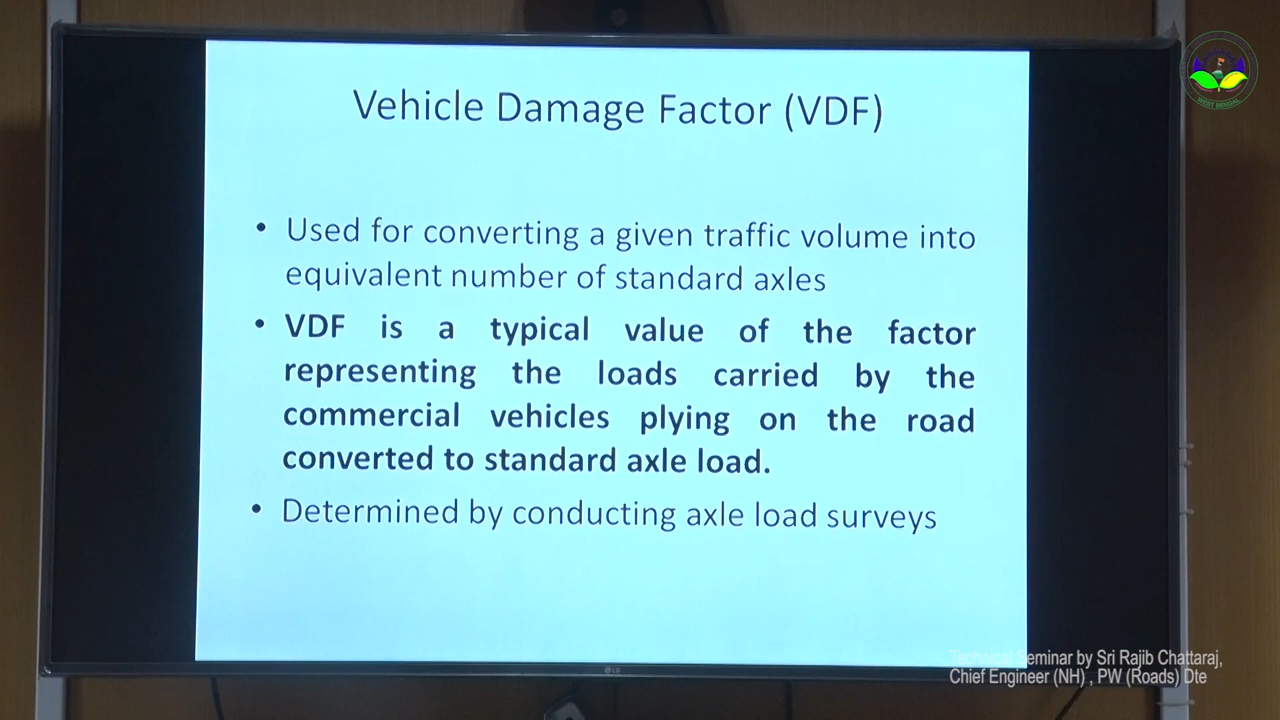 Vehicle Damage Factor (VDF)
• Used for converting a given traffic volume into
equivalent number of standard axles
• VDF is a typical value of the factor
representing the loads carried by the
commercial vehicles plying on the road
converted to standard axle load.
• Determined by conducting axle load surveys
LG
WEST BENGAL
Technical Seminar by Sri Rajib Chattaraj,
Chief Engineer (NH) , PW (Roads) Dte